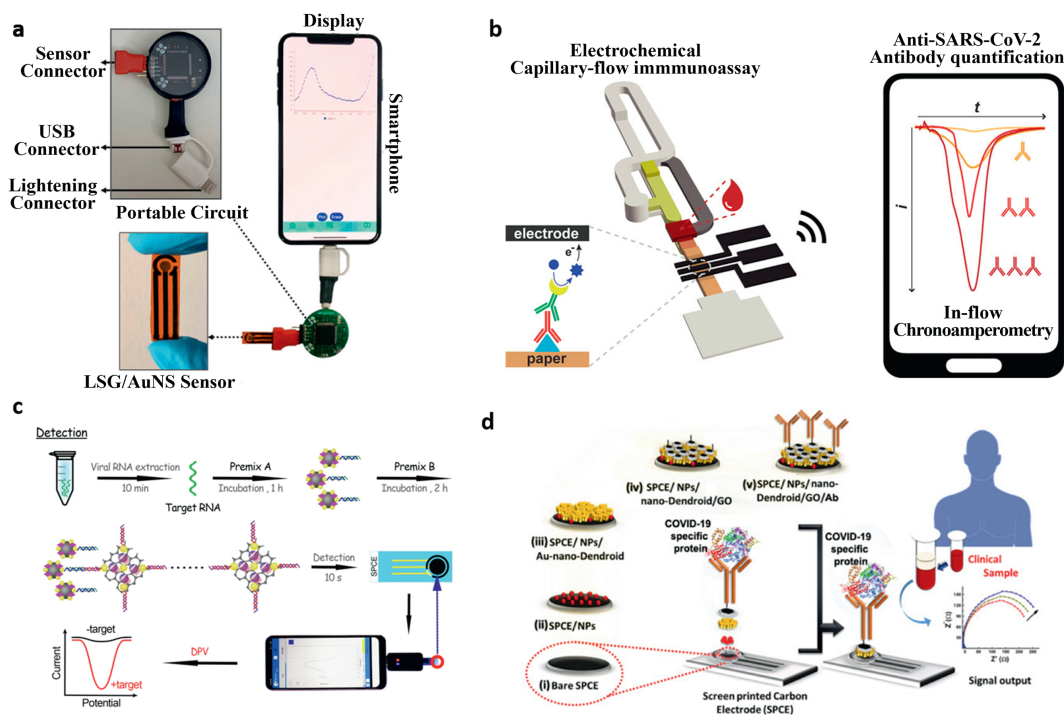 a
Display
Sensor
Connector
USB
Connector
Lightening
Connector
Portable Circuit
Smartphone
LSG/AuNS Sensor
b
Electrochemical
Capillary-flow immmunoassay
electrode
e-
paper
Anti-SARS-CoV-2
Antibody quantification
t
i
In-flow
Chronoamperometry
c
Detection
Viral RNA extraction
10 min
Target RNA
Premix A
Incubation , 1 h
Premix B
Incubation , 2 h
Detection
10 s
SPCE
DPV
-target
+target
Current
Potential
d
(iv) SPCE/ NPs/
nano-Dendroid/GO
(v)SPCE/ NPs/nano-
Dendroid/GO/Ab
(iii) SPCE/ NPs/
Au-nano-Dendroid
COVID-19
specific
protein
COVID-19
specific
protein
(ii) SPCE/NPs
(i) Bare SPCE
Screen printed Carbon
Electrode (SPCE)
Clinical
Sample
Z' (Ω)
Signal output